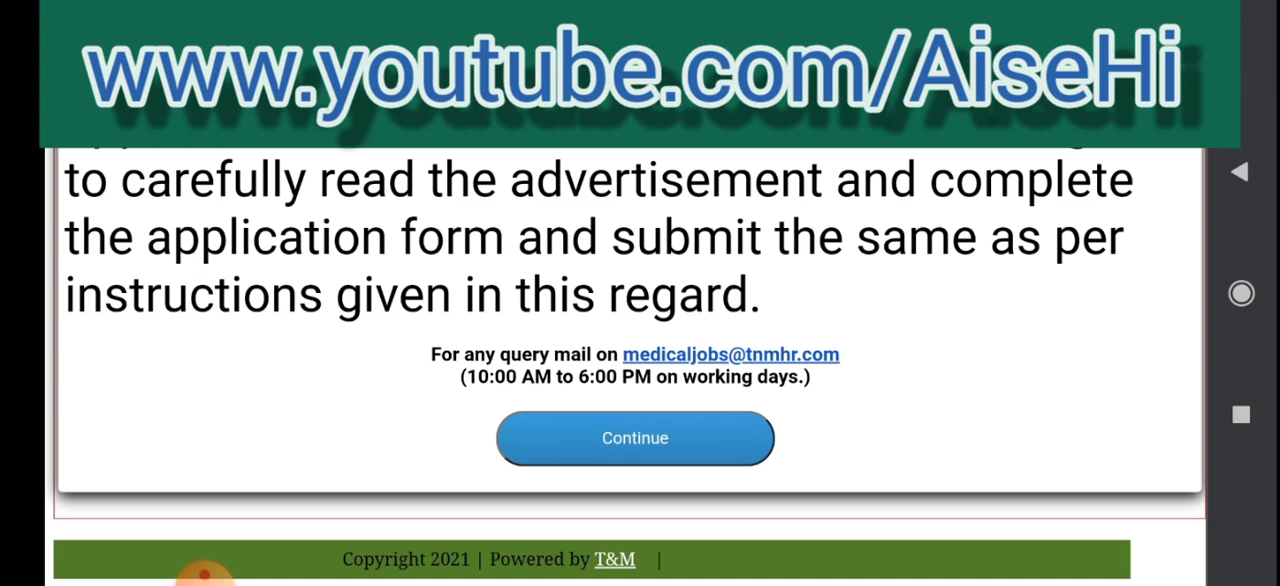 www.youtube.com/AiseHi
to carefully read the advertisement and complete
the application form and submit the same as per
instructions given in this regard.
For any query mail on medicaljobs@tnmhr.com
(10:00 AM to 6:00 PM on working days.)
Continue
Copyright 2021 | Powered by T&M |